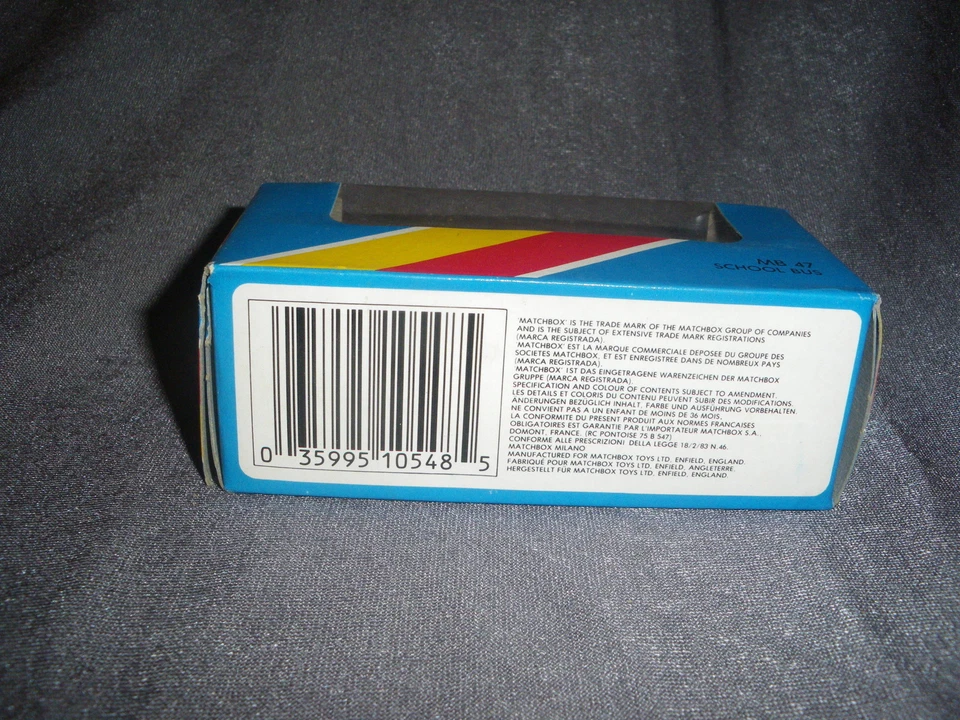 MB 47
SCHOOL BUS
0 35995 10548 5
'MATCHBOX' IS THE TRADE MARK OF THE MATCHBOX GROUP OF COMPANIES
AND IS THE SUBJECT OF EXTENSIVE TRADE MARK REGISTRATIONS
(MARCA REGISTRADA).
'MATCHBOX' EST LA MARQUE COMMERCIALE DEPOSEE DU GROUPE DES
SOCIETES MATCHBOX, ET EST ENREGISTREE DANS DE NOMBREUX PAYS
(MARCA REGISTRADA).
'MATCHBOX' IST DAS EINGETRAGENE WARENZEICHEN DER MATCHBOX
GRUPPE (MARCA REGISTRADA).
SPECIFICATION AND COLOUR OF CONTENTS SUBJECT TO AMENDMENT.
LES DETAILS ET COLORIS DU CONTENU PEUVENT SUBIR DES MODIFICATIONS.
ÄNDERUNGEN BEZÜGLICH INHALT, FARBE UND AUSFÜHRUNG VORBEHALTEN.
NE CONVIENT PAS A UN ENFANT DE MOINS DE 36 MOIS.
LA CONFORMITE DU PRESENT PRODUIT AUX NORMES FRANCAISES
OBLIGATOIRES EST GARANTIE PAR L'IMPORTATEUR MATCHBOX S.A.,
DOMONT, FRANCE. (RC PONTOISE 75 B 547)
CONFORME ALLE PRESCRIZIONI DELLA LEGGE 18/2/83 N.46.
MATCHBOX MILANO
MANUFACTURED FOR MATCHBOX TOYS LTD. ENFIELD, ENGLAND.
FABRIQUÉ POUR MATCHBOX TOYS LTD, ENFIELD, ANGLETERRE.
HERGESTELLT FÜR MATCHBOX TOYS LTD, ENFIELD, ENGLAND.